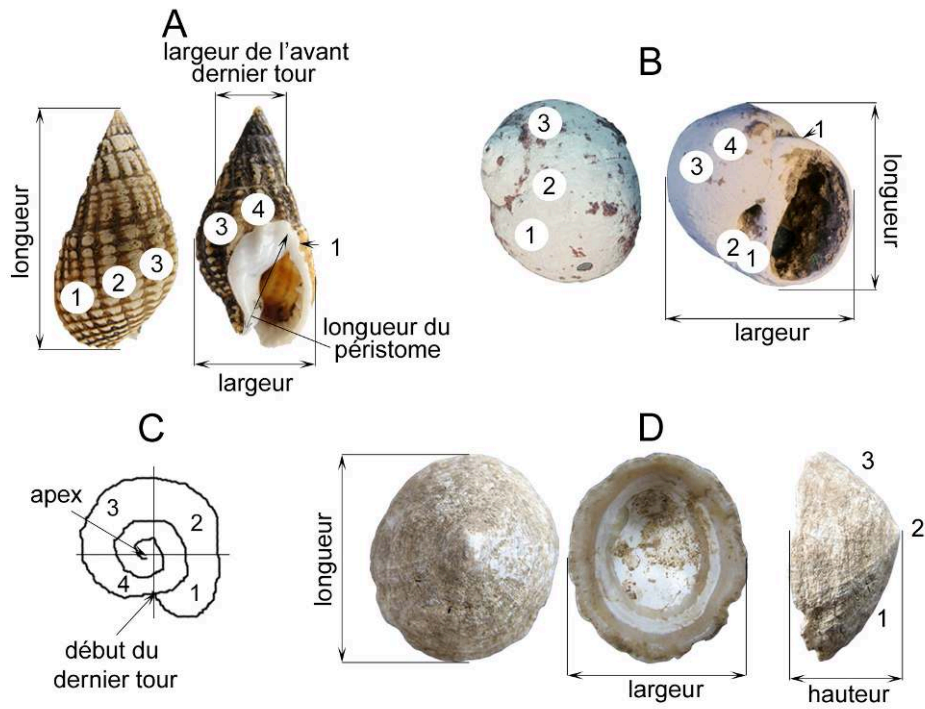 A
largeur de l'avant
dernier tour
longueur
1
2
3
3
4
1
longueur du
péristome
largeur
B
3
2
1
3
4
1
2
1
longueur
largeur
C
apex
3
2
4
1
début du
dernier tour
D
longueur
largeur
3
2
1
hauteur